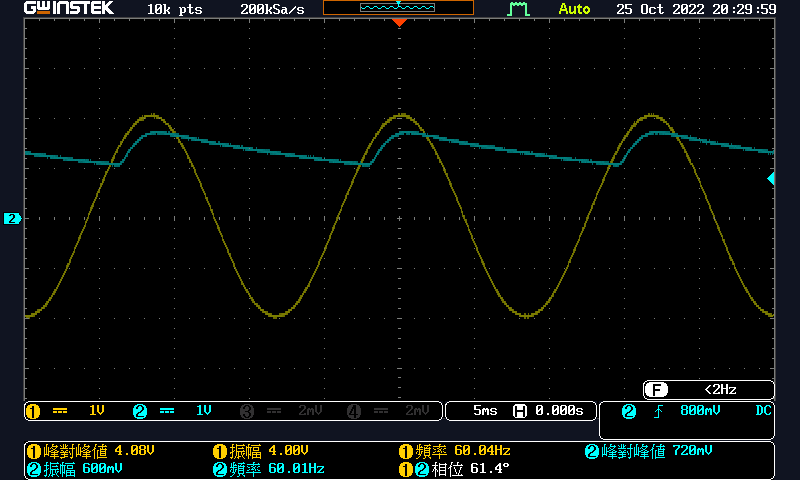 GWINSTEK 10k pts 200kSa/s Auto 25 Oct 2022 20:29:59
2
F <2Hz
1 1V 2 1V 3 2mV 4 2mV 5ms H 0.000s 2 800mV DC
1峰對峰值 4.08V 1振幅 4.00V 1頻率 60.04Hz 2峰對峰值 720mV
2振幅 600mV 2頻率 60.01Hz 12相位 61.4°